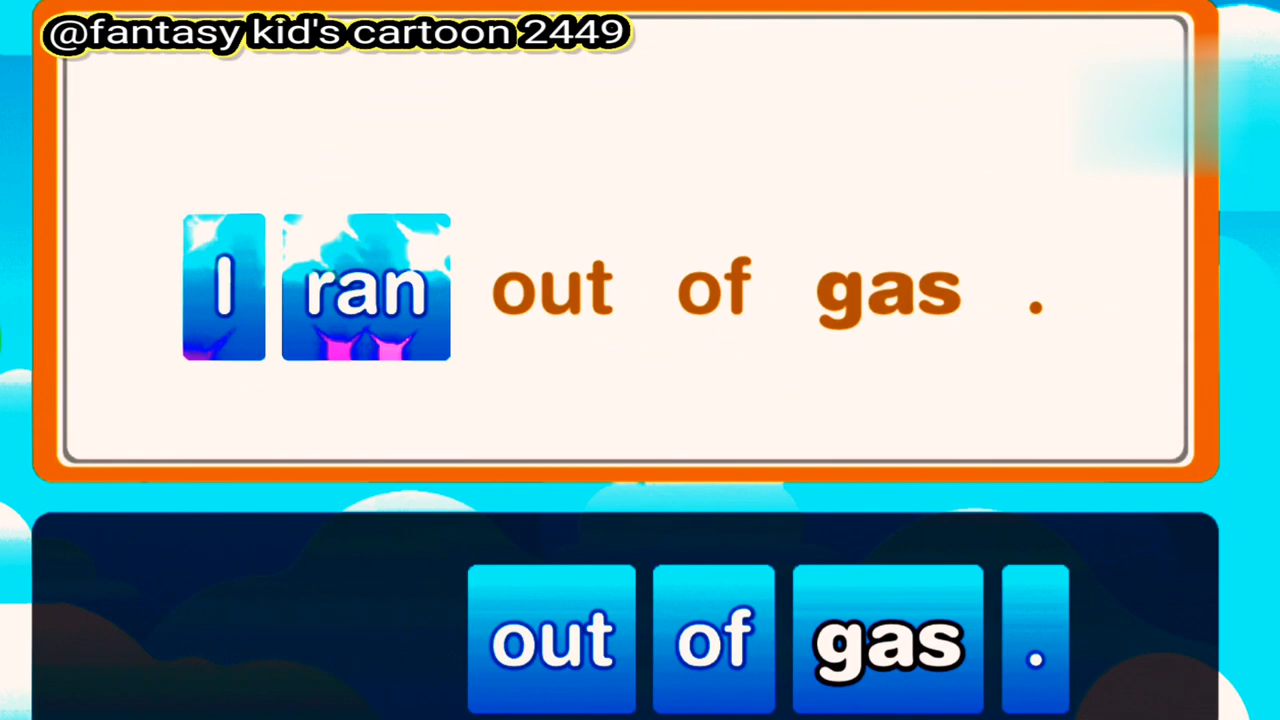 @fantasy kid's cartoon 2449
I ran out of gas .
out of gas .